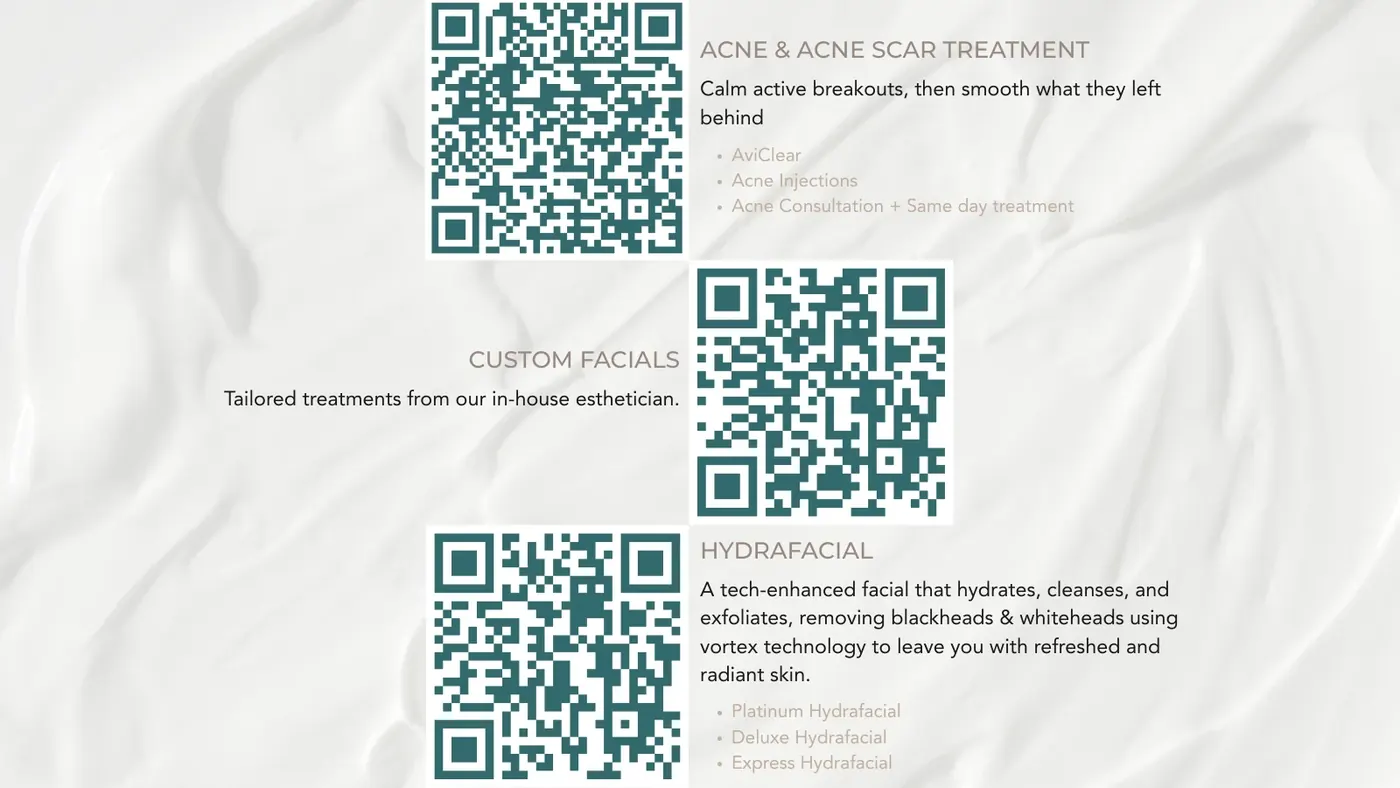 ACNE & ACNE SCAR TREATMENT
Calm active breakouts, then smooth what they left
behind
• AviClear
• Acne Injections
• Acne Consultation + Same day treatment
CUSTOM FACIALS
Tailored treatments from our in-house esthetician.
HYDRAFACIAL
A tech-enhanced facial that hydrates, cleanses, and
exfoliates, removing blackheads & whiteheads using
vortex technology to leave you with refreshed and
radiant skin.
• Platinum Hydrafacial
• Deluxe Hydrafacial
• Express Hydrafacial